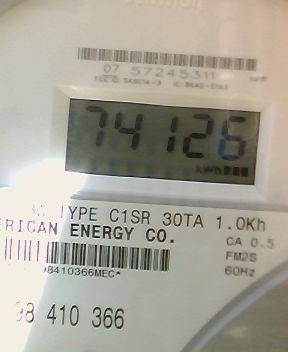 07 57245311
74126
kWh
TYPE C1SR 30TA 1.0Kh
ERICAN ENERGY CO.
CA 0.5
FM2S
60Hz
98410366MEC*
98 410 366